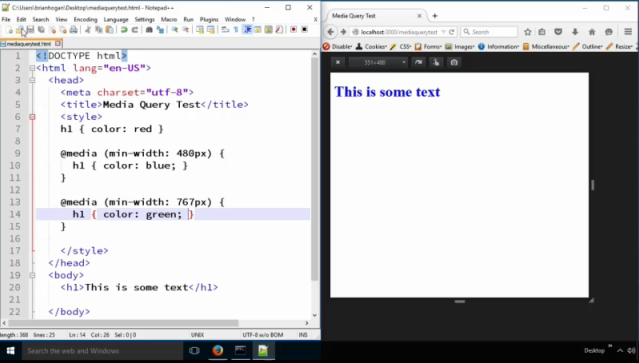 C:\Users\brianhogan\Desktop\mediaquerytest.html - Notepad++
File Edit Search View Encoding Language Settings Macro Run Plugins Window ?
mediaquerytest.html
1 <!DOCTYPE html>
2 <html lang="en-US">
3 <head>
4 <meta charset="utf-8">
5 <title>Media Query Test</title>
6 <style>
7 h1 { color: red }
8
9 @media (min-width: 480px) {
10 h1 { color: blue; }
11 }
12
13 @media (min-width: 767px) {
14 h1 { color: green; }
15 }
16
17 </style>
18 </head>
19 <body>
20 <h1>This is some text</h1>
21
22 </body>
length : 368 lines : 25 Ln : 14 Col : 26 Sel : 0 | 0 UNIX UTF-8 w/o BOM INS
Media Query Test
localhost:3000/mediaquerytest
Search
Disable Cookies CSS Forms Images Information Miscellaneous Outline Resize
551×480
This is some text
Search the web and Windows
Desktop